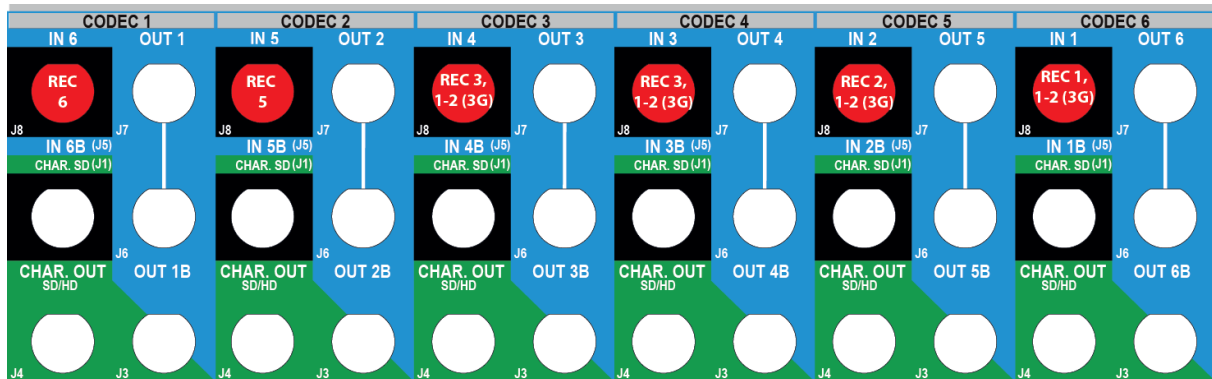 CODEC 1 CODEC 2 CODEC 3 CODEC 4 CODEC 5 CODEC 6
IN 6 OUT 1 IN 5 OUT 2 IN 4 OUT 3 IN 3 OUT 4 IN 2 OUT 5 IN 1 OUT 6
REC REC REC 3, REC 3, REC 2, REC 1,
6 5 1-2 (3G) 1-2 (3G) 1-2 (3G) 1-2 (3G)
J8 J7 J8 J7 J8 J7 J8 J7 J8 J7 J8 J7
IN 6B (J5) IN 5B (J5) IN 4B (J5) IN 3B (J5) IN 2B (J5) IN 1B (J5)
CHAR. SD (J1) CHAR. SD (J1) CHAR. SD (J1) CHAR. SD (J1) CHAR. SD (J1) CHAR. SD (J1)
J6 J6 J6 J6 J6 J6
CHAR. OUT OUT 1B CHAR. OUT OUT 2B CHAR. OUT OUT 3B CHAR. OUT OUT 4B CHAR. OUT OUT 5B CHAR. OUT OUT 6B
SD/HD SD/HD SD/HD SD/HD SD/HD SD/HD
J4 J3 J4 J3 J4 J3 J4 J3 J4 J3 J4 J3